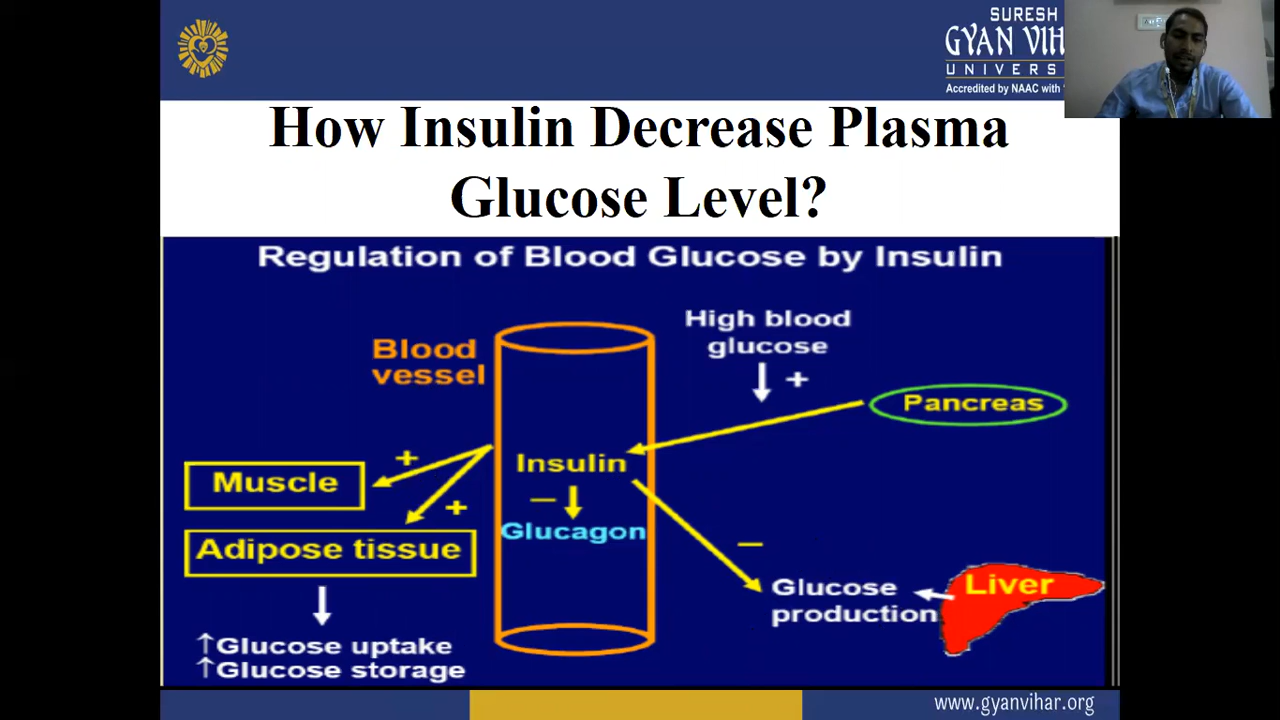 SURESH
GYAN VIH
UNIVERS
Accredited by NAAC with
How Insulin Decrease Plasma
Glucose Level?
Regulation of Blood Glucose by Insulin
High blood
glucose
+
Blood
vessel
Pancreas
Insulin
+
Muscle
–
+
Glucagon
Adipose tissue
–
Glucose
production
Liver
↑Glucose uptake
↑Glucose storage
www.gyanvihar.org